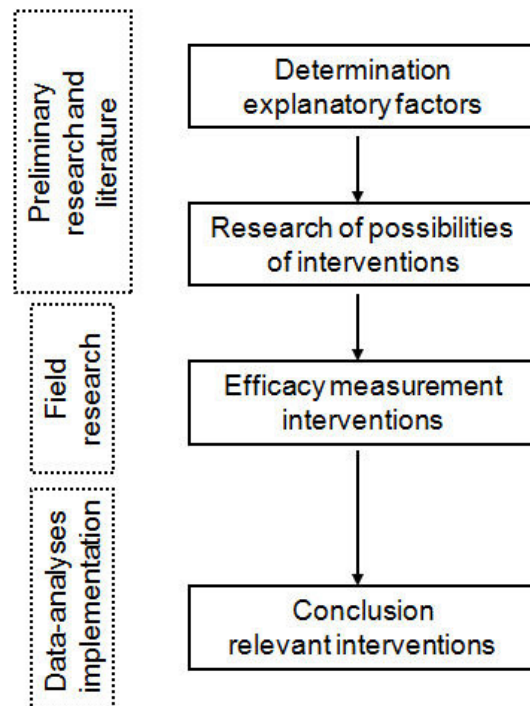 Preliminary
research and
literature
Determination
explanatory factors
Research of possibilities
of interventions
Field
research
Efficacy measurement
interventions
Data-analyses
implementation
Conclusion
relevant interventions